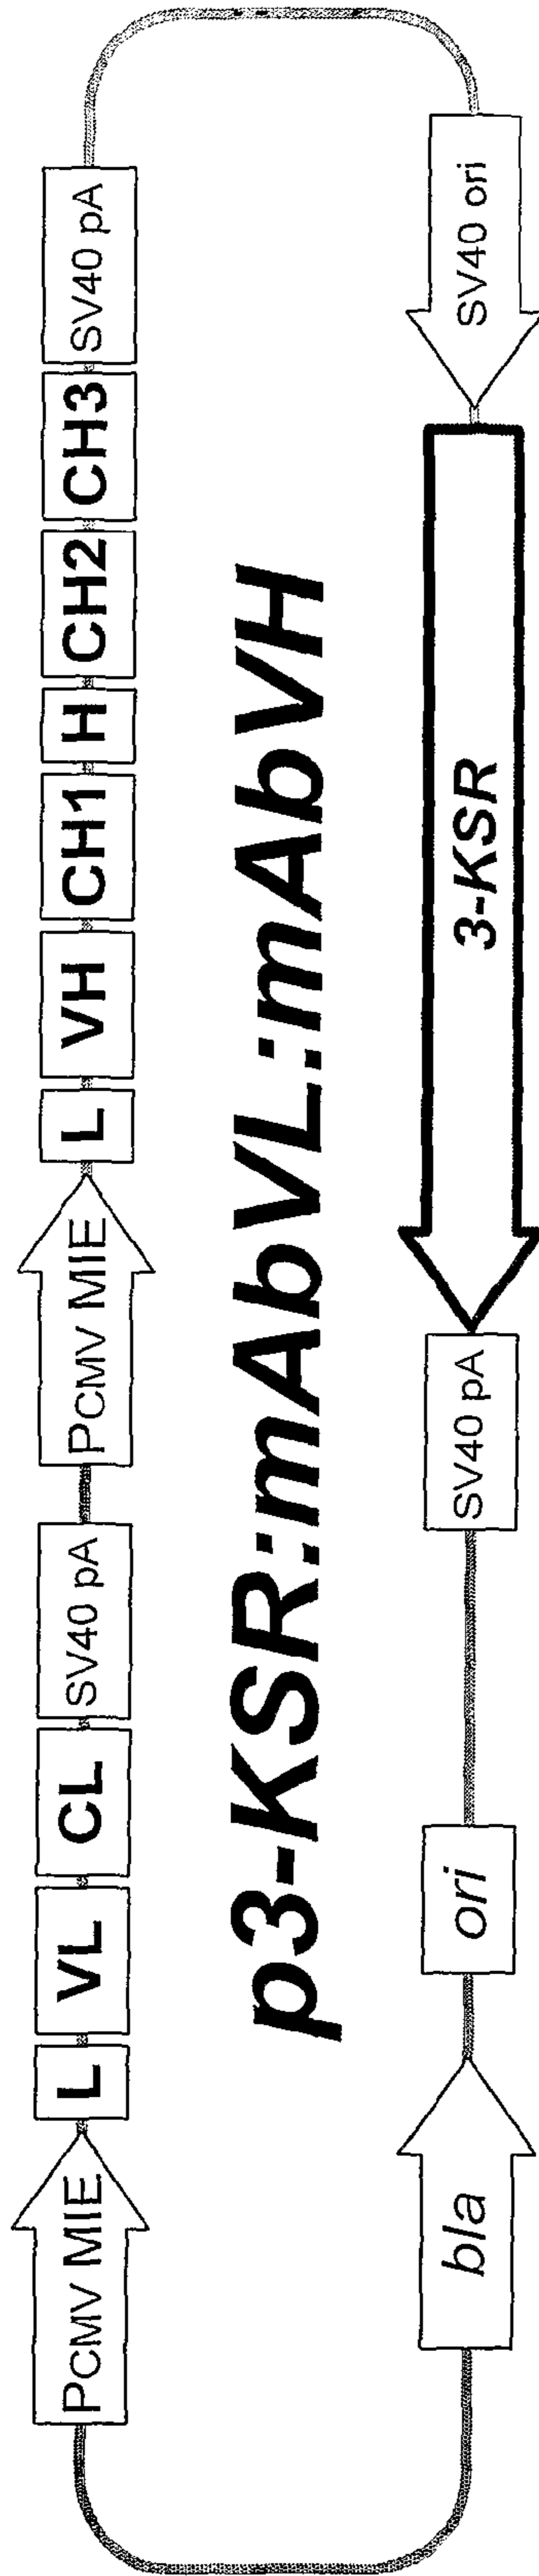 PCMV MIE L VL CL SV40 pA PCMV MIE L VH CH1 H CH2 CH3 SV40 pA
p3-KSR:mAbVL:mAbVH
bla ori SV40 pA 3-KSR SV40 ori